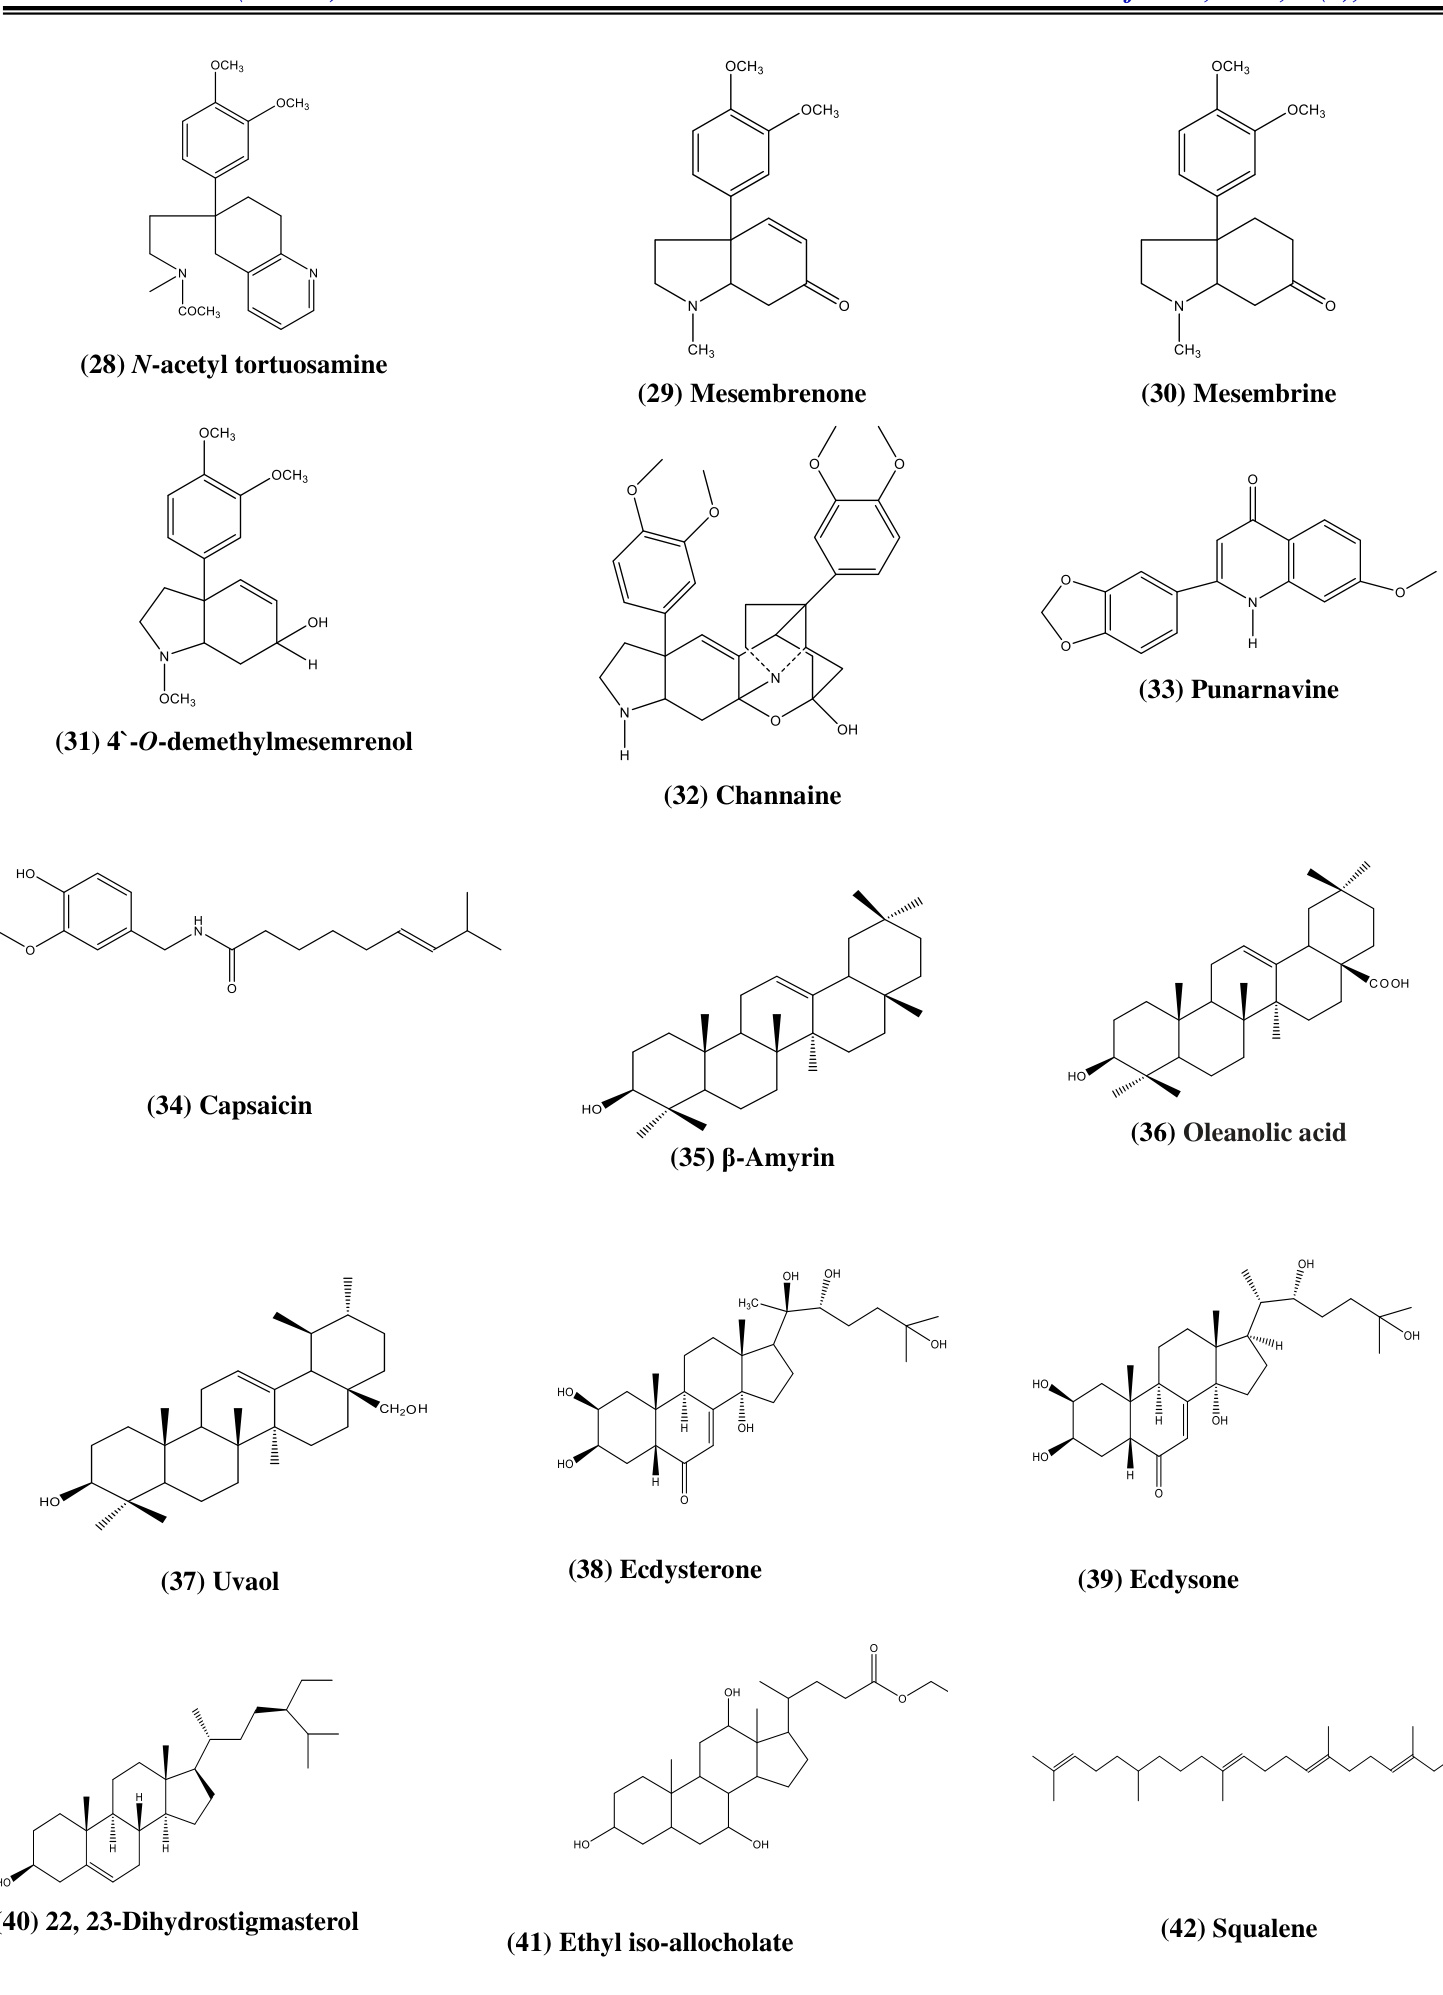 OCH3
OCH3
N
N
COCH3
(28) N-acetyl tortuosamine
OCH3
OCH3
N
O
CH3
(29) Mesembrenone
OCH3
OCH3
N
O
CH3
(30) Mesembrine
OCH3
OCH3
OH
N
H
OCH3
(31) 4`-O-demethylmesemrenol
O
O
O
O
N
N
O
OH
H
(32) Channaine
O
O
O
N
O
H
(33) Punarnavine
HO
H
N
O
O
(34) Capsaicin
HO
(35) β-Amyrin
COOH
HO
(36) Oleanolic acid
CH2OH
HO
(37) Uvaol
OH
OH
H3C
OH
HO
H
OH
HO
H
O
(38) Ecdysterone
OH
OH
H
HO
H
OH
HO
H
O
(39) Ecdysone
H
H
H
HO
(40) 22, 23-Dihydrostigmasterol
O
OH
O
HO
OH
(41) Ethyl iso-allocholate
(42) Squalene